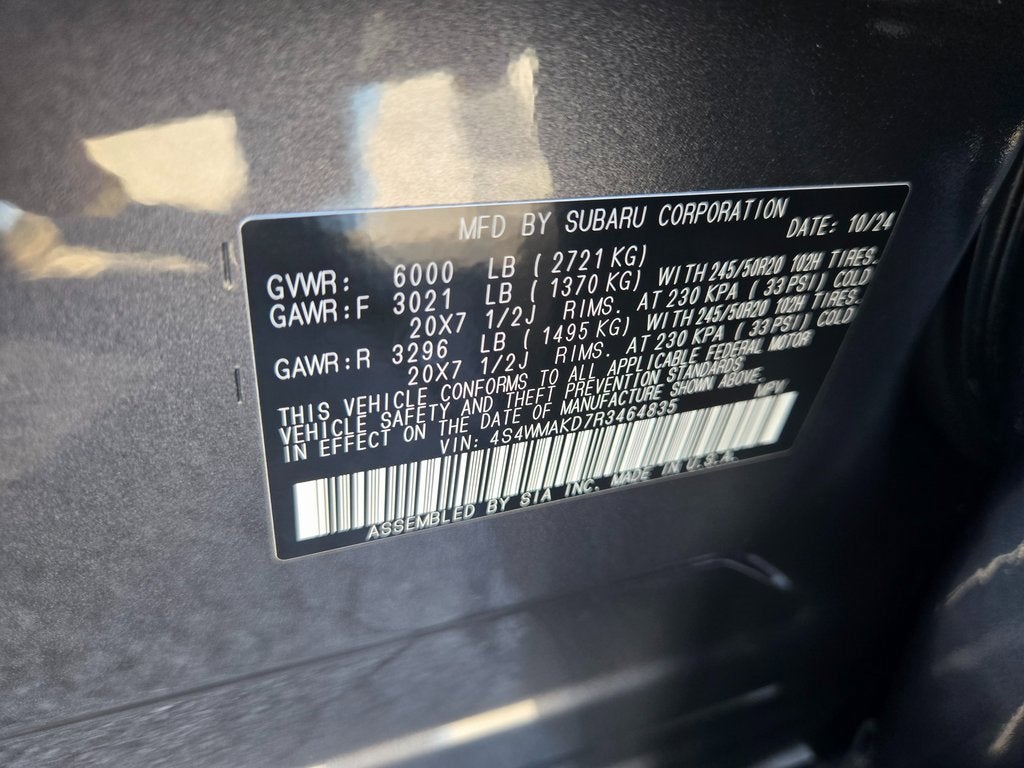 MFD BY SUBARU CORPORATION DATE: 10/24
GVWR: 6000 LB ( 2721 KG)
GAWR:F 3021 LB ( 1370 KG) WITH 245/50R20 102H TIRES.
20X7 1/2J RIMS. AT 230 KPA ( 33 PSI) COLD
GAWR:R 3296 LB ( 1495 KG) WITH 245/50R20 102H TIRES.
20X7 1/2J RIMS. AT 230 KPA ( 33 PSI) COLD
THIS VEHICLE CONFORMS TO ALL APPLICABLE FEDERAL MOTOR
VEHICLE SAFETY AND THEFT PREVENTION STANDARDS
IN EFFECT ON THE DATE OF MANUFACTURE SHOWN ABOVE.
VIN: 4S4WMAKD7R3464835 MPV
ASSEMBLED BY SIA INC. MADE IN U.S.A.